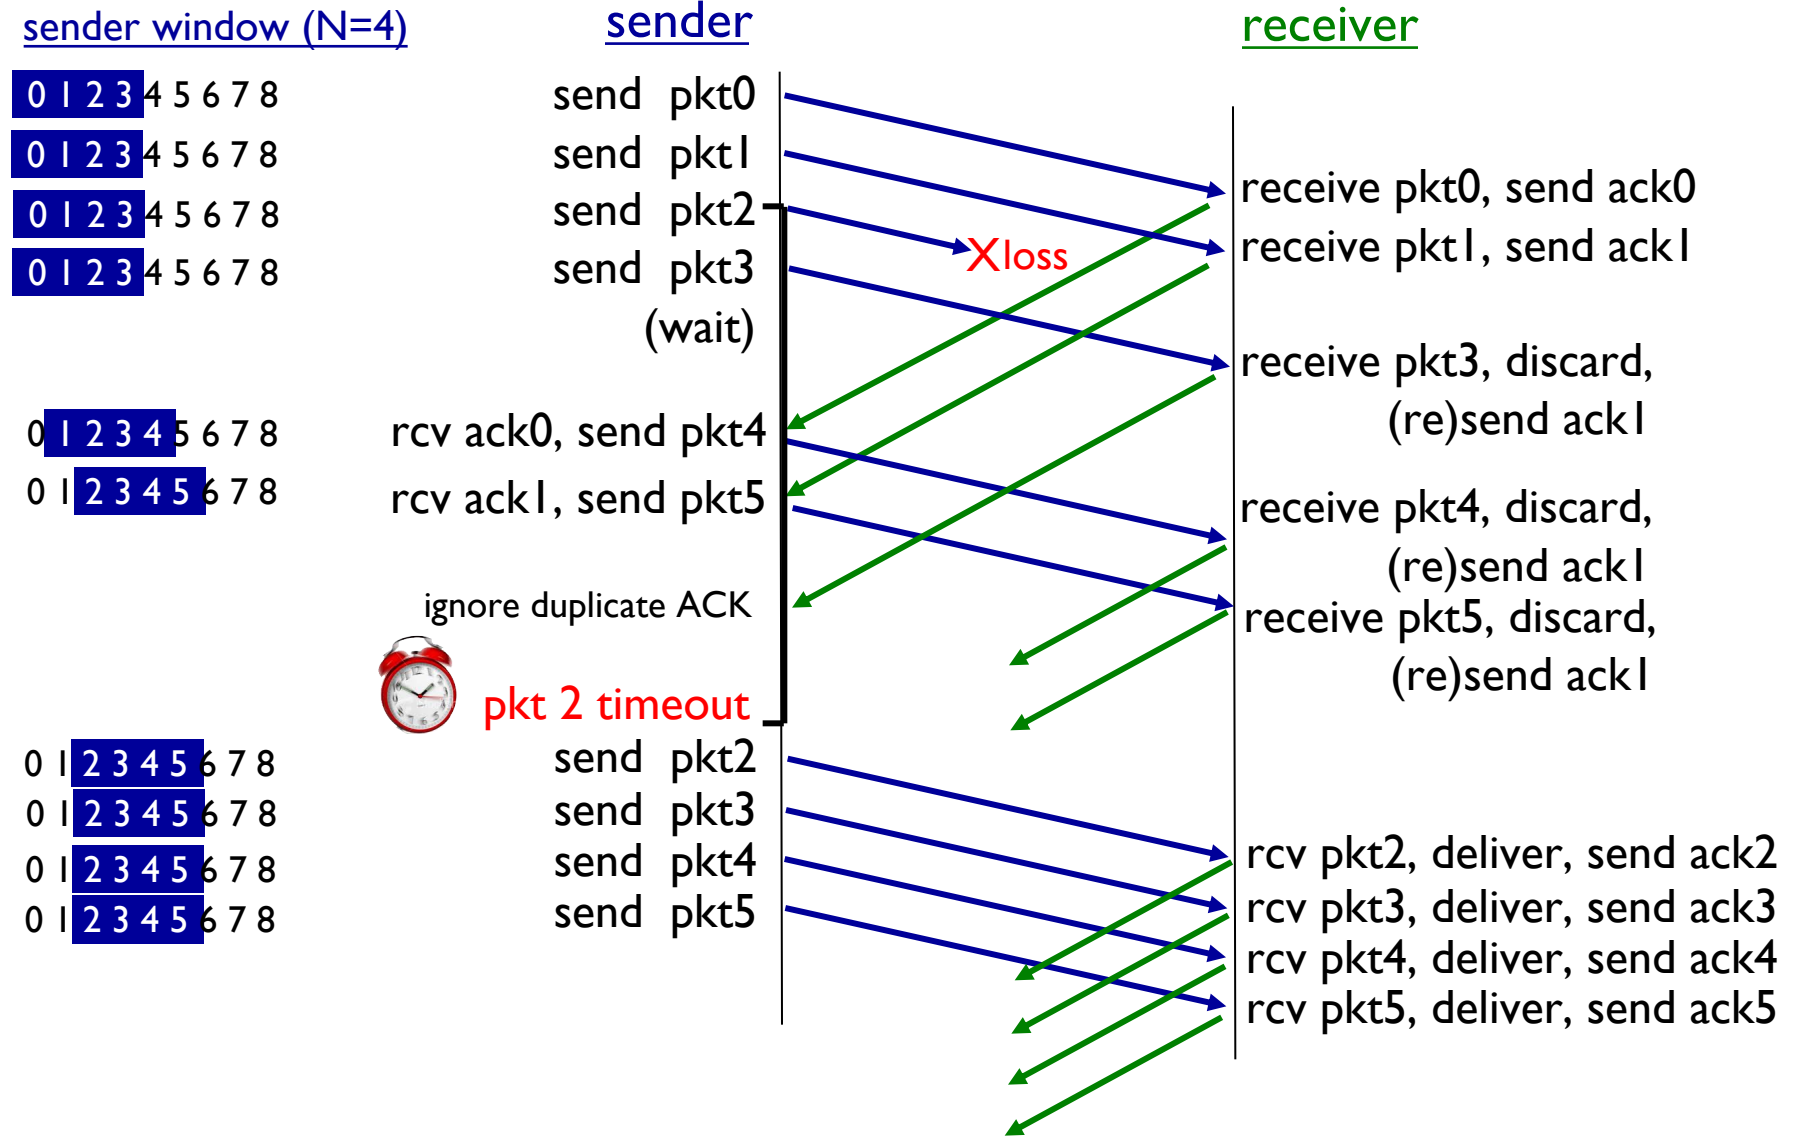 sender window (N=4) sender receiver
0 1 2 3 4 5 6 7 8 send pkt0
0 1 2 3 4 5 6 7 8 send pkt1
receive pkt0, send ack0
0 1 2 3 4 5 6 7 8 send pkt2
receive pkt1, send ack1
Xloss
0 1 2 3 4 5 6 7 8 send pkt3
(wait)
receive pkt3, discard,
(re)send ack1
0 1 2 3 4 5 6 7 8 rcv ack0, send pkt4
0 1 2 3 4 5 6 7 8 rcv ack1, send pkt5
receive pkt4, discard,
(re)send ack1
ignore duplicate ACK
receive pkt5, discard,
(re)send ack1
pkt 2 timeout
0 1 2 3 4 5 6 7 8 send pkt2
0 1 2 3 4 5 6 7 8 send pkt3
0 1 2 3 4 5 6 7 8 send pkt4
rcv pkt2, deliver, send ack2
0 1 2 3 4 5 6 7 8 send pkt5
rcv pkt3, deliver, send ack3
rcv pkt4, deliver, send ack4
rcv pkt5, deliver, send ack5